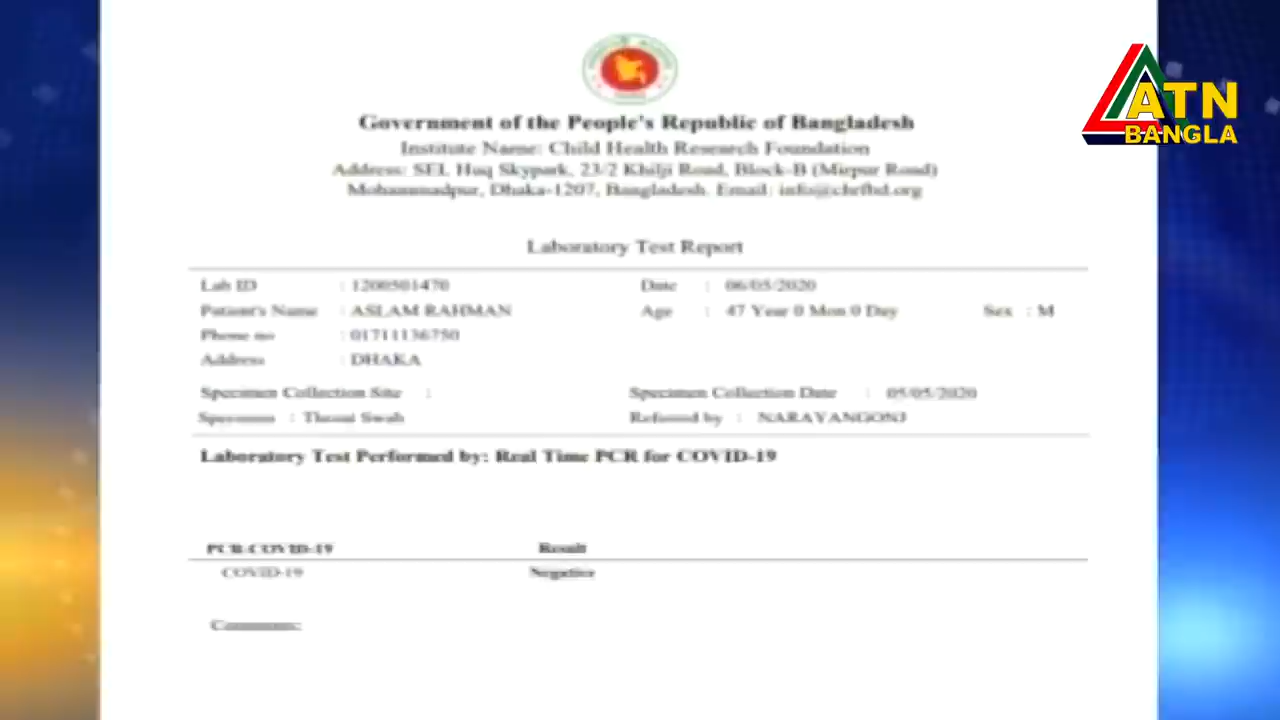 ATN
BANGLA
Government of the People's Republic of Bangladesh
Institute Name: Child Health Research Foundation
Address: SEL Huq Skypark, 23/2 Khilji Road, Block-B (Mirpur Road)
Mohammadpur, Dhaka-1207, Bangladesh. Email: info@chrfbd.org
Laboratory Test Report
Lab ID : 1200501470 Date : 06/05/2020
Patient's Name : ASLAM RAHMAN Age : 47 Year 0 Mon 0 Day Sex : M
Phone no : 01711136750
Address : DHAKA
Specimen Collection Site : Specimen Collection Date : 05/05/2020
Specimen : Throat Swab Referred by : NARAYANGONJ
Laboratory Test Performed by: Real Time PCR for COVID-19
PCR-COVID-19 Result
COVID-19 Negative